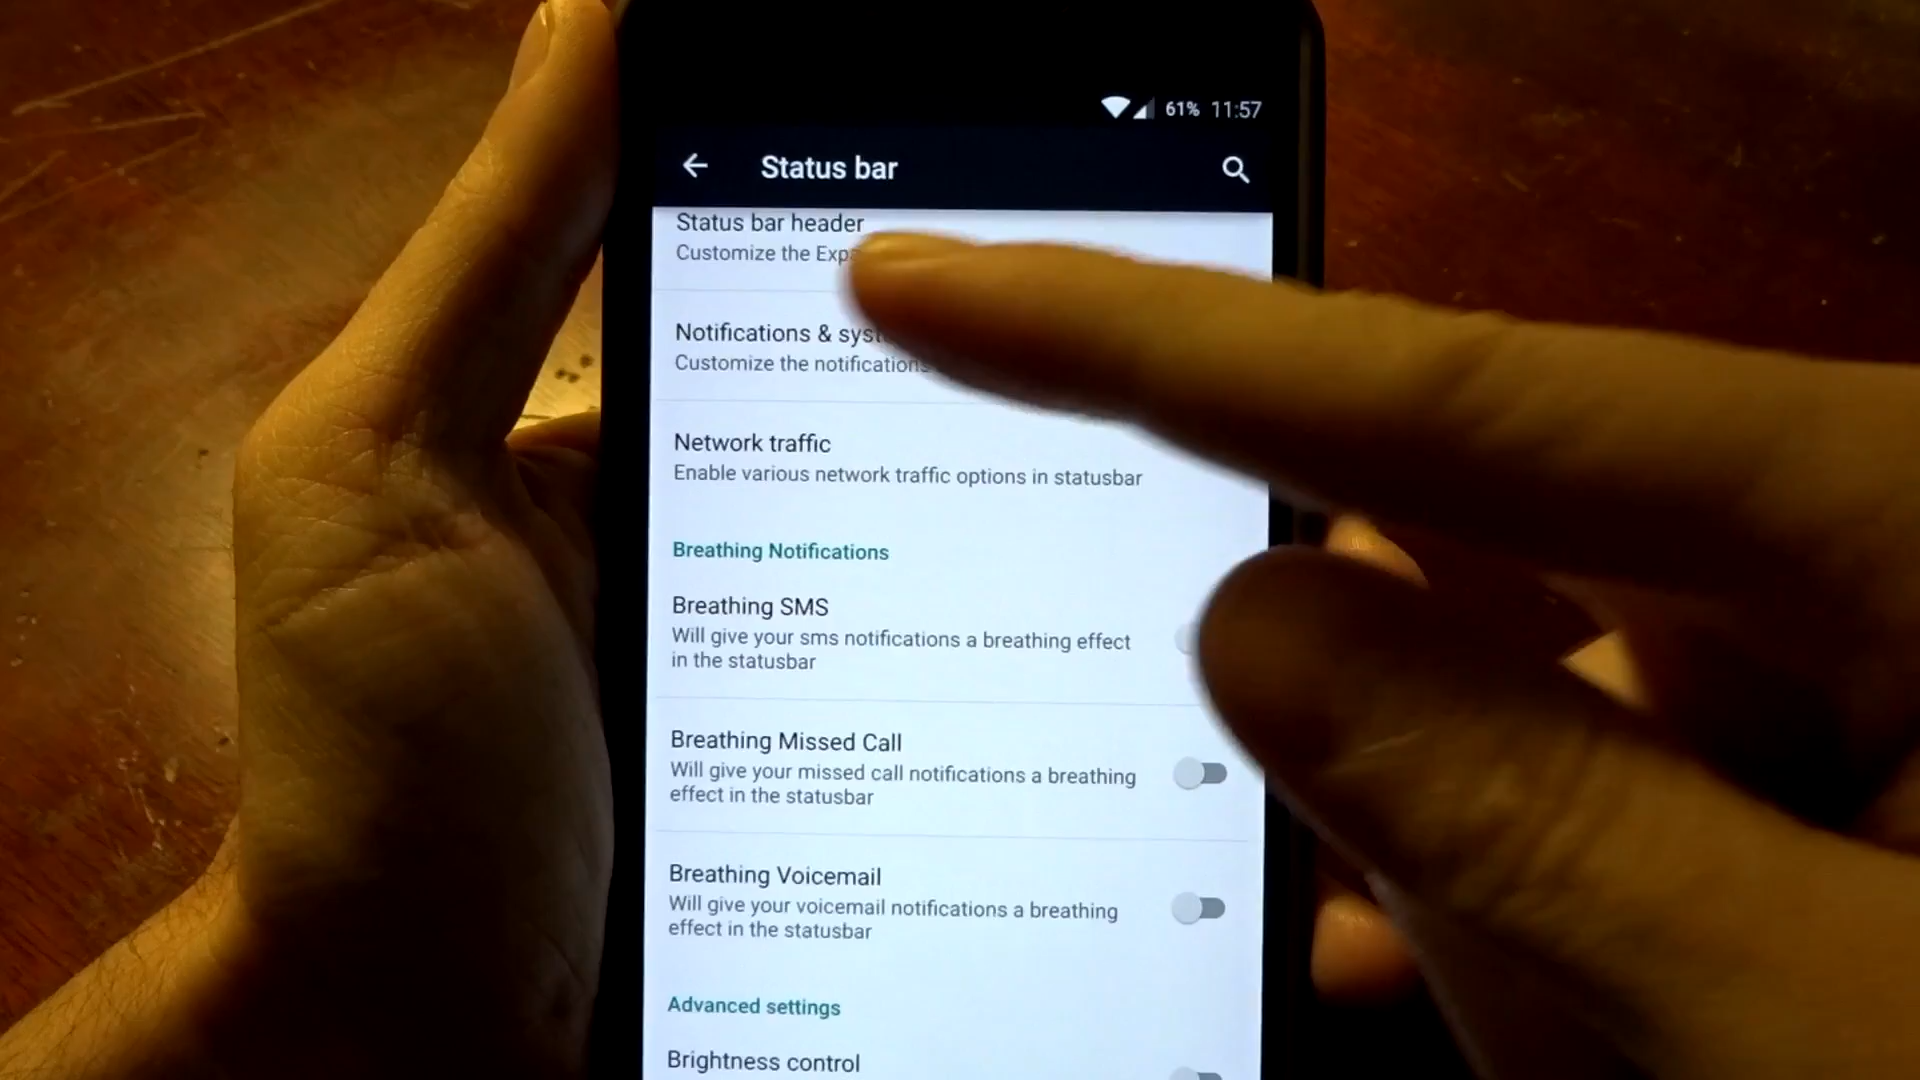 61% 11:57
Status bar
Status bar header
Customize the
Notifications &
Customize the notifications
Network traffic
Enable various network traffic options in statusbar
Breathing Notifications
Breathing SMS
Will give your sms notifications a breathing effect
in the statusbar
Breathing Missed Call
Will give your missed call notifications a breathing
effect in the statusbar
Breathing Voicemail
Will give your voicemail notifications a breathing
effect in the statusbar
Advanced settings
Brightness control